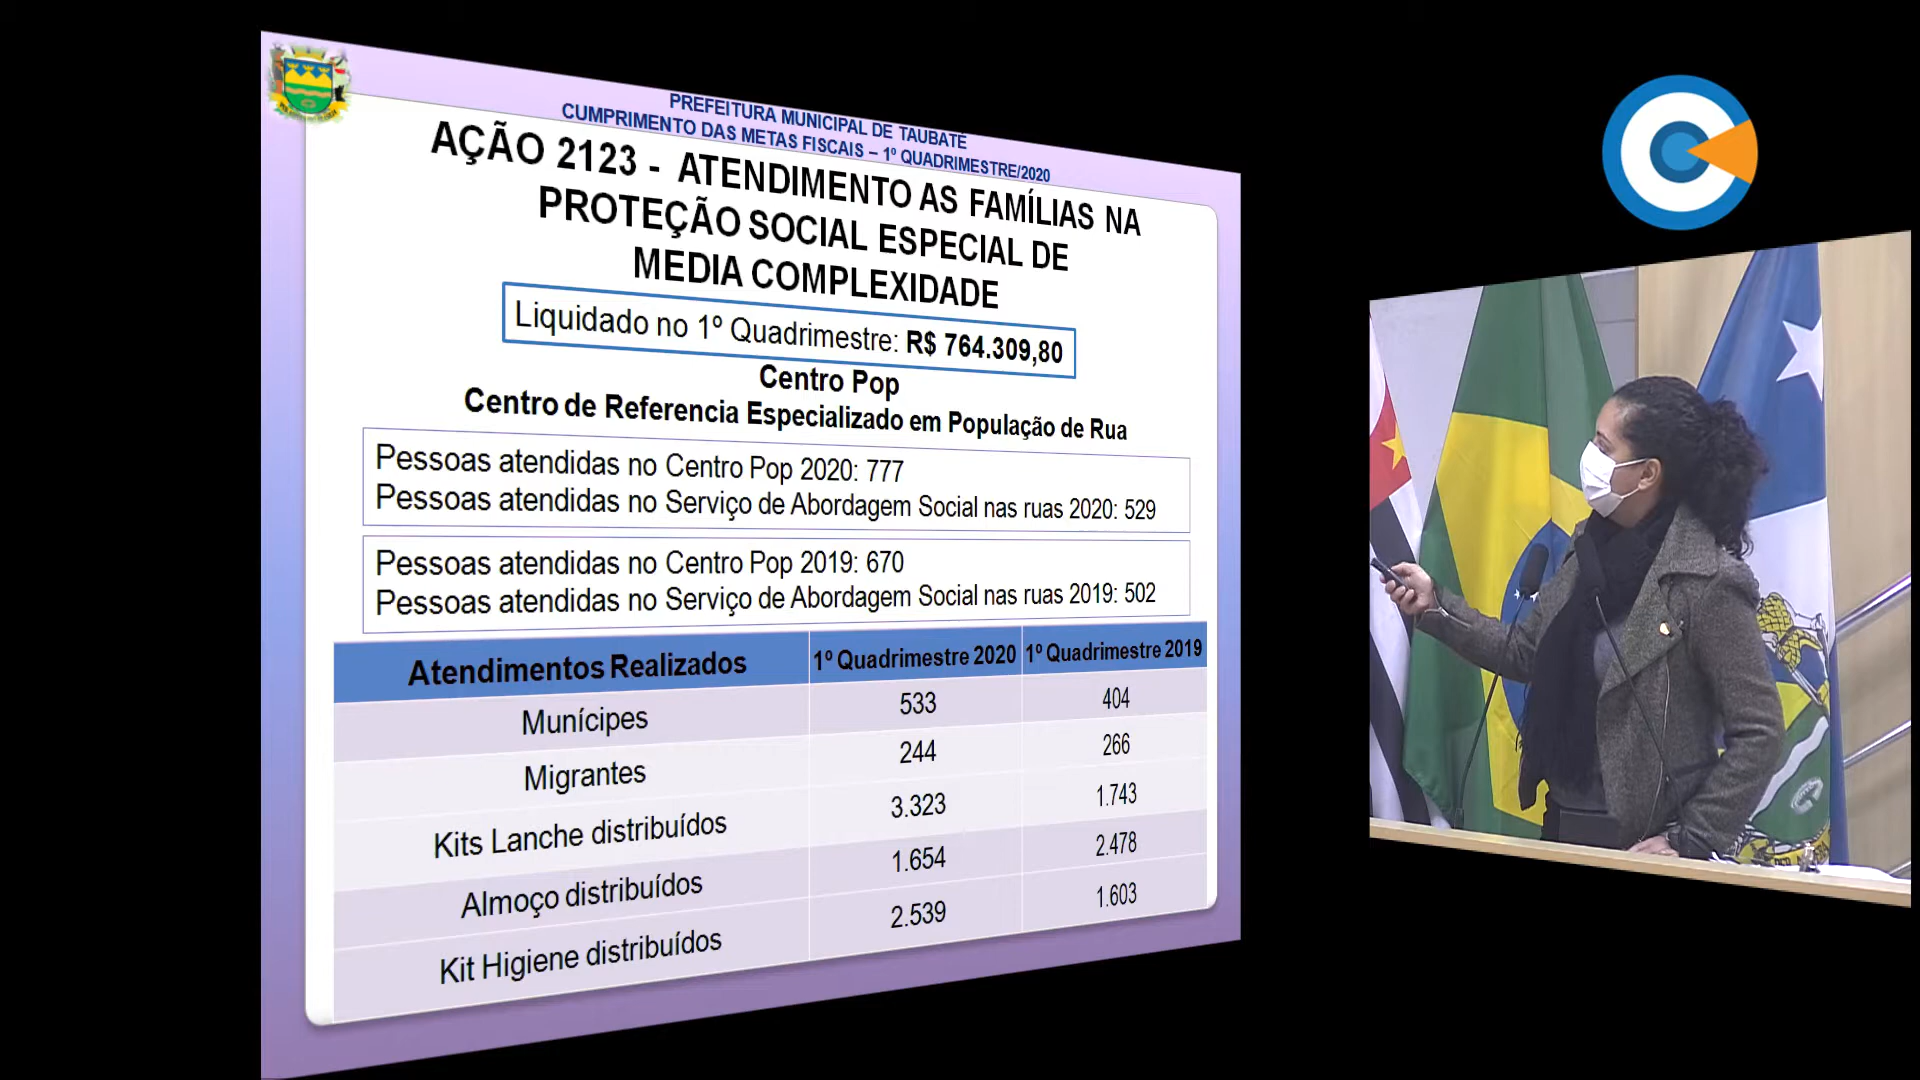 PREFEITURA MUNICIPAL DE TAUBATÉ
CUMPRIMENTO DAS METAS FISCAIS – 1º QUADRIMESTRE/2020
AÇÃO 2123 - ATENDIMENTO AS FAMÍLIAS NA
PROTEÇÃO SOCIAL ESPECIAL DE
MEDIA COMPLEXIDADE
Liquidado no 1º Quadrimestre: R$ 764.309,80
Centro Pop
Centro de Referencia Especializado em População de Rua
Pessoas atendidas no Centro Pop 2020: 777
Pessoas atendidas no Serviço de Abordagem Social nas ruas 2020: 529
Pessoas atendidas no Centro Pop 2019: 670
Pessoas atendidas no Serviço de Abordagem Social nas ruas 2019: 502
Atendimentos Realizados 1º Quadrimestre 2020 1º Quadrimestre 2019
Munícipes 533 404
Migrantes 244 266
Kits Lanche distribuídos 3.323 1.743
Almoço distribuídos 1.654 2.478
Kit Higiene distribuídos 2.539 1.603